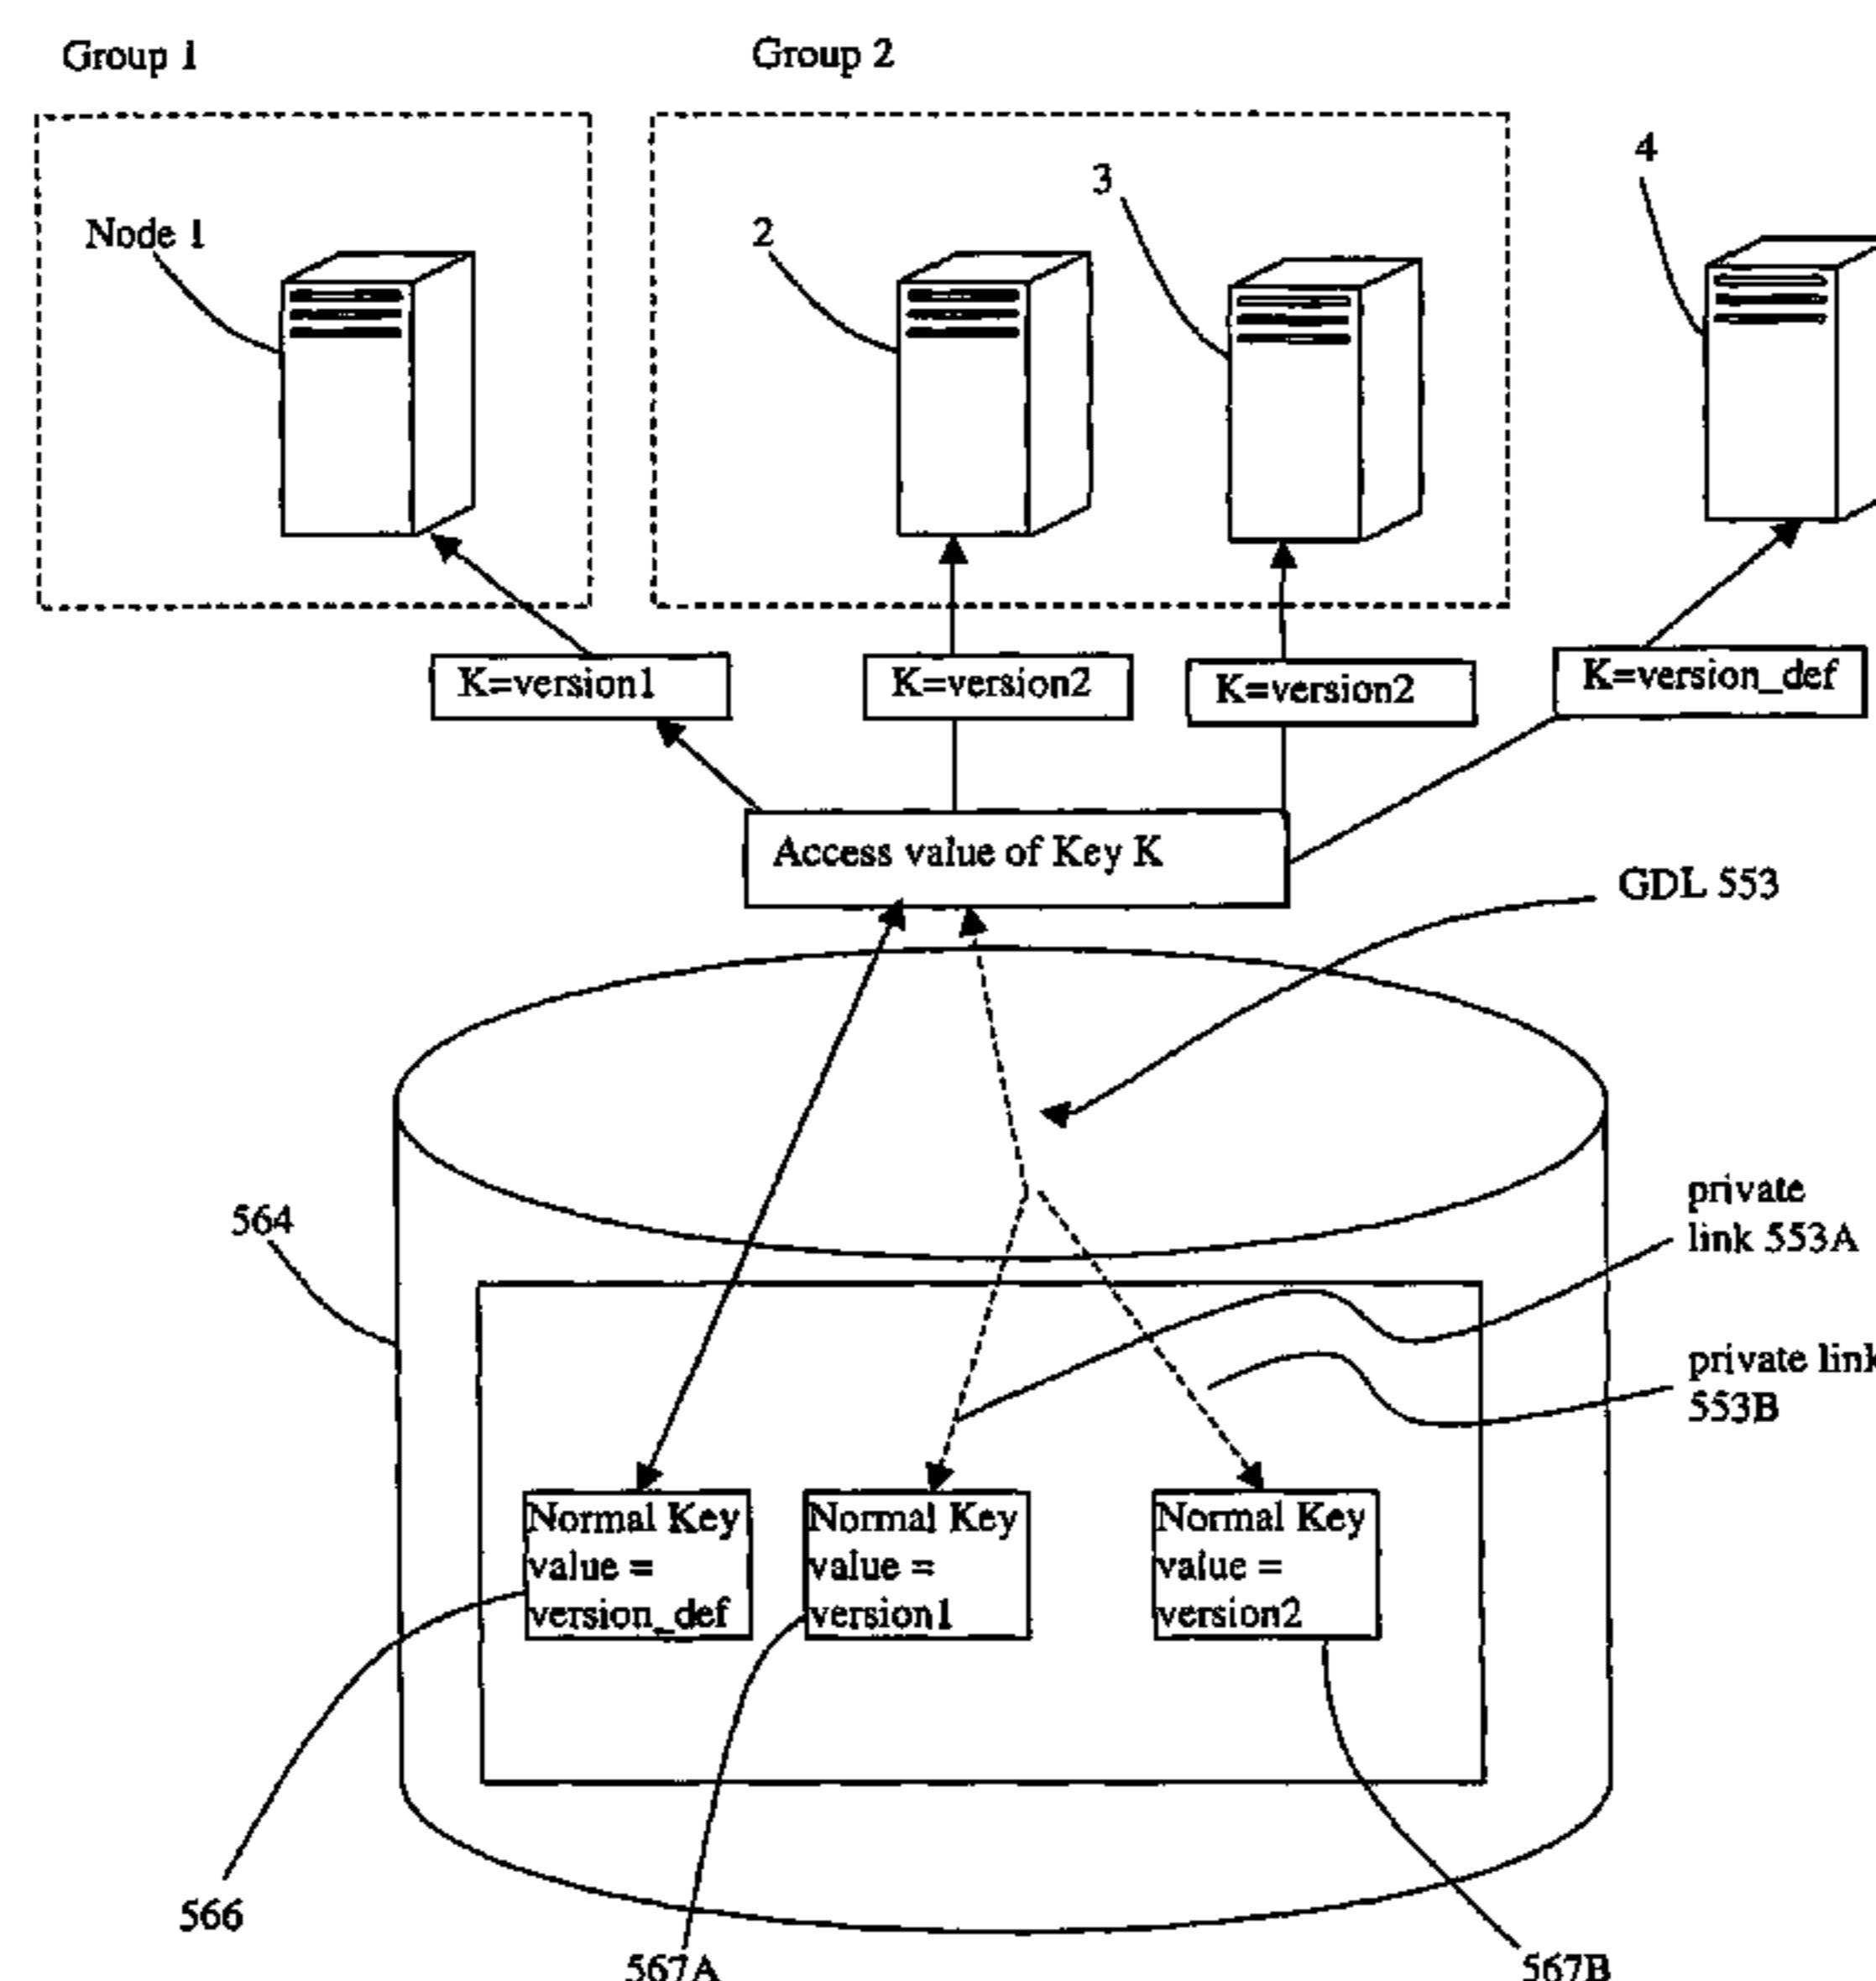 Group 1
Group 2
Node 1
2
3
4
K=version1
K=version2
K=version2
K=version_def
Access value of Key K
GDL 553
564
private
link 553A
private link
553B
Normal Key
value =
version_def
Normal Key
value =
version1
Normal Key
value =
version2
566
567A
567B